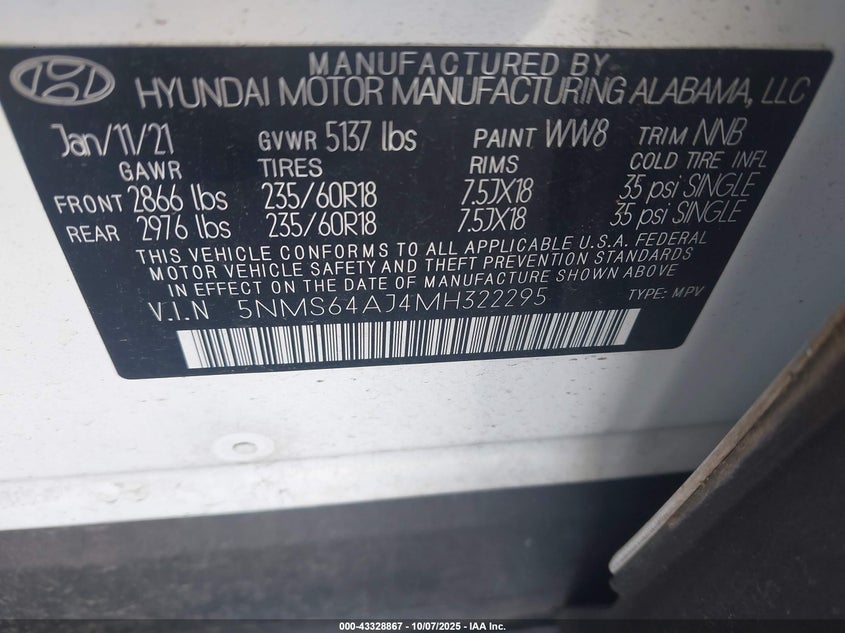 MANUFACTURED BY
HYUNDAI MOTOR MANUFACTURING ALABAMA, LLC
Jan/11/21 GVWR 5137 lbs PAINT WW8 TRIM NNB
GAWR TIRES RIMS COLD TIRE INFL
FRONT 2866 lbs 235/60R18 7.5JX18 35 psi SINGLE
REAR 2976 lbs 235/60R18 7.5JX18 35 psi SINGLE
THIS VEHICLE CONFORMS TO ALL APPLICABLE U.S.A. FEDERAL
MOTOR VEHICLE SAFETY AND THEFT PREVENTION STANDARDS
IN EFFECT ON THE DATE OF MANUFACTURE SHOWN ABOVE
V.I.N 5NMS64AJ4MH322295 TYPE: MPV
000-43328867 - 10/07/2025 - IAA Inc.